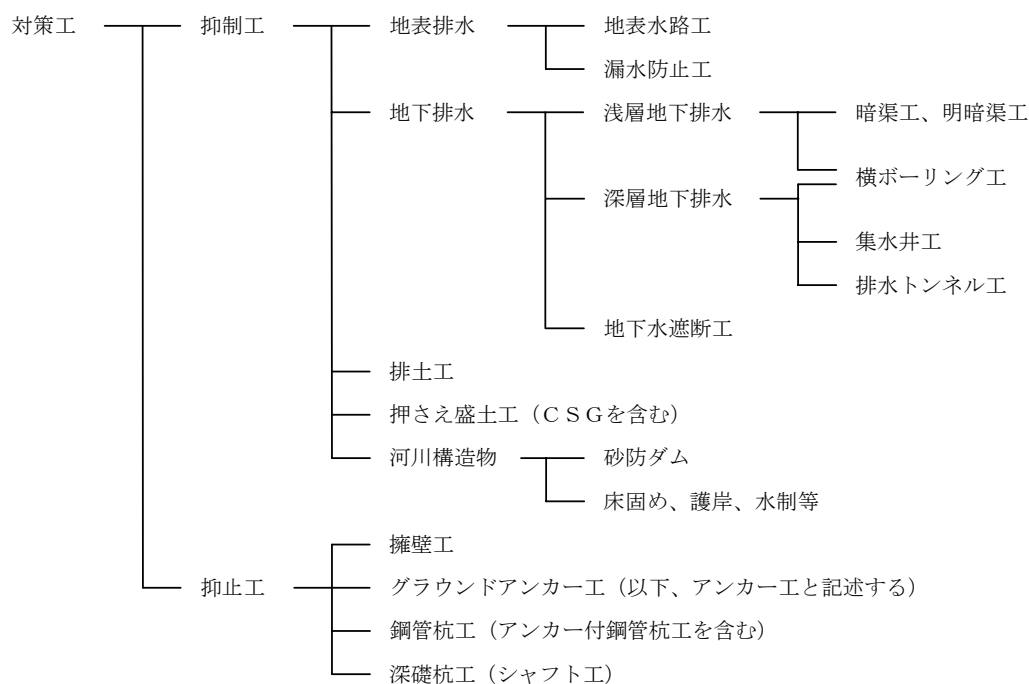 対策工 抑制工 地表排水 地表水路工
漏水防止工
地下排水 浅層地下排水 暗渠工、明暗渠工
横ボーリング工
深層地下排水
集水井工
排水トンネル工
地下水遮断工
排土工
押さえ盛土工（ＣＳＧを含む）
河川構造物 砂防ダム
床固め、護岸、水制等
擁壁工
抑止工 グラウンドアンカー工（以下、アンカー工と記述する）
鋼管杭工（アンカー付鋼管杭工を含む）
深礎杭工（シャフト工）